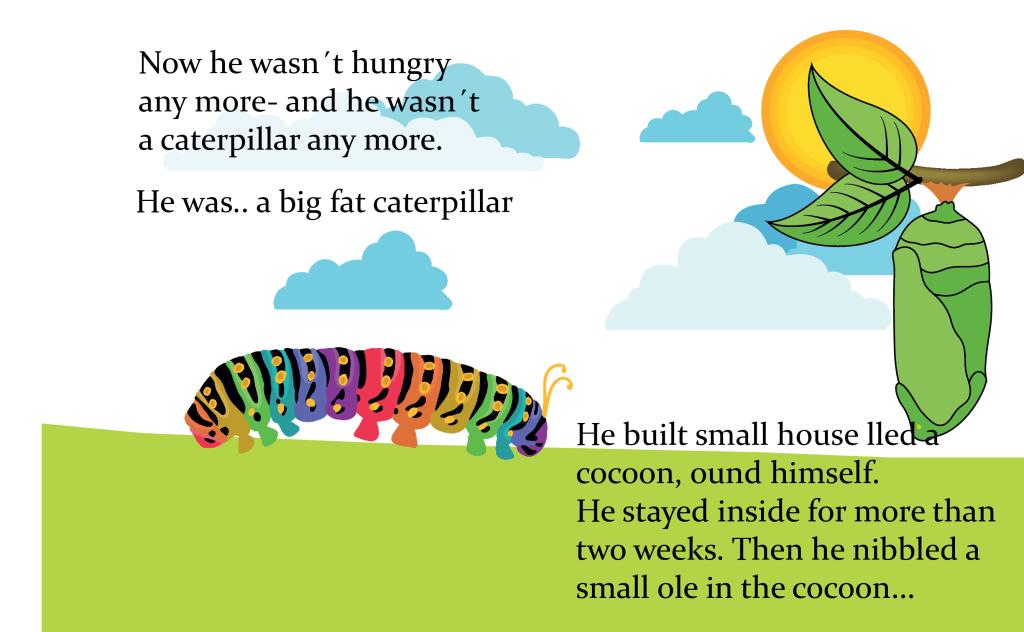 Now he wasn´t hungry
any more- and he wasn´t
a caterpillar any more.
He was.. a big fat caterpillar
He built small house lled a
cocoon, ound himself.
He stayed inside for more than
two weeks. Then he nibbled a
small ole in the cocoon...